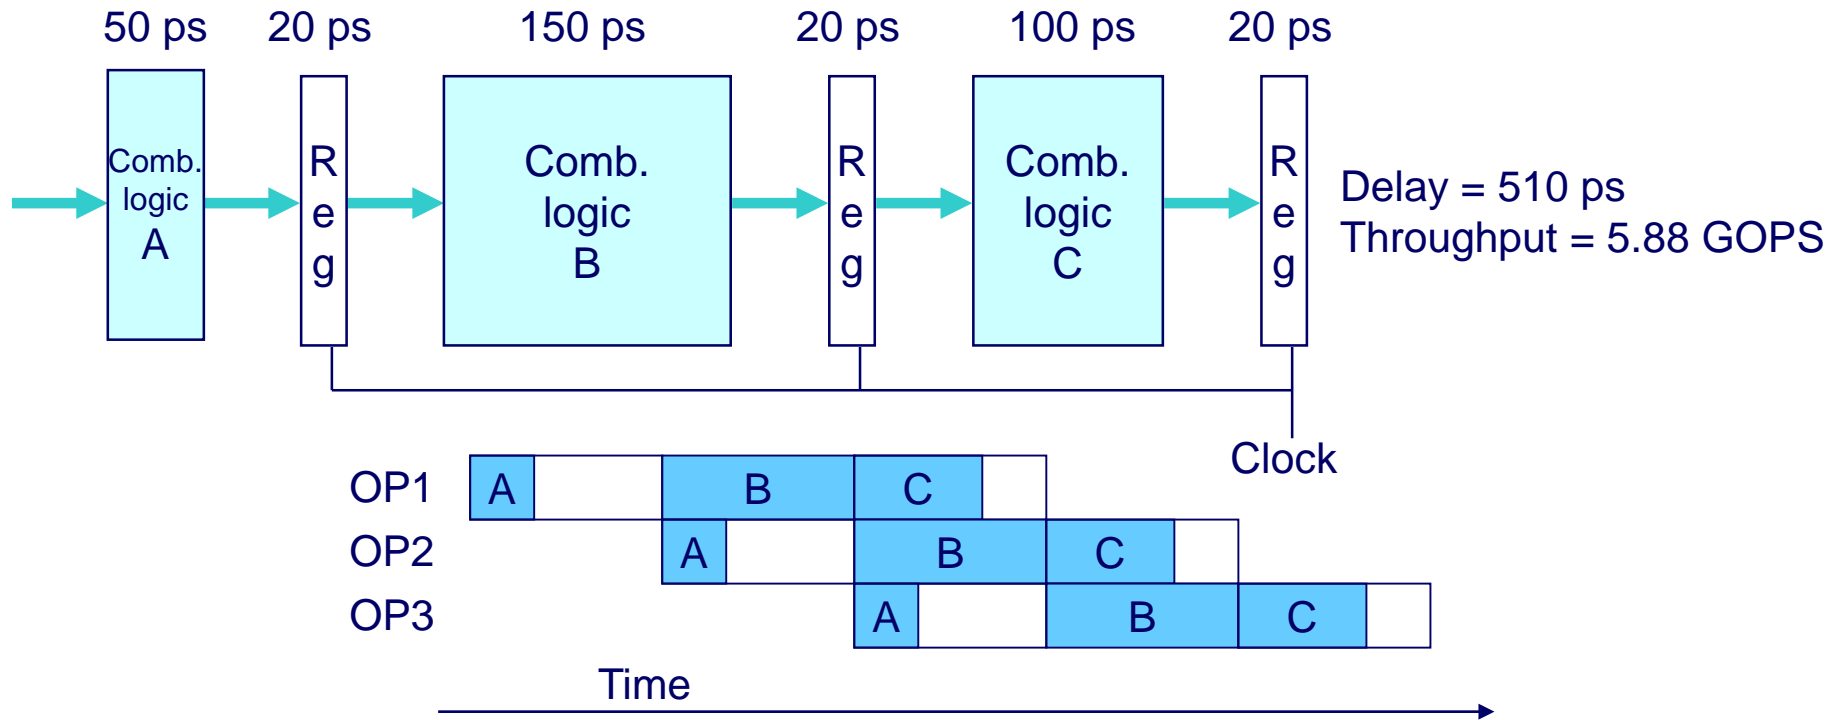 50 ps 20 ps 150 ps 20 ps 100 ps 20 ps
Comb.
logic
A
R
e
g
Comb.
logic
B
R
e
g
Comb.
logic
C
R
e
g
Delay = 510 ps
Throughput = 5.88 GOPS
Clock
OP1 A B C
OP2 A B C
OP3 A B C
Time